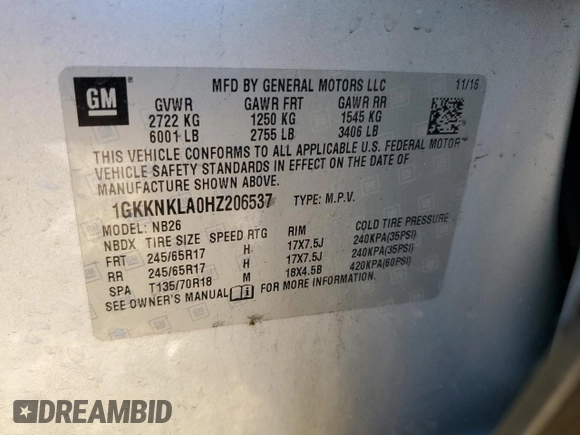 GM
MFD BY GENERAL MOTORS LLC
11/16
GVWR GAWR FRT GAWR RR
2722 KG 1250 KG 1545 KG
6001 LB 2755 LB 3406 LB
THIS VEHICLE CONFORMS TO ALL APPLICABLE U.S. FEDERAL MOTOR
VEHICLE SAFETY STANDARDS IN EFFECT ON THE DATE OF
MANUFACTURE SHOWN ABOVE.
1GKKNKLA0HZ206537 TYPE: M.P.V.
MODEL: NB26
NBDX TIRE SIZE SPEED RTG RIM COLD TIRE PRESSURE
FRT 245/65R17 H 17X7.5J 240KPA(35PSI)
RR 245/65R17 H 17X7.5J 240KPA(35PSI)
SPA T135/70R18 M 18X4.5B 420KPA(60PSI)
SEE OWNER'S MANUAL
DREAMBID